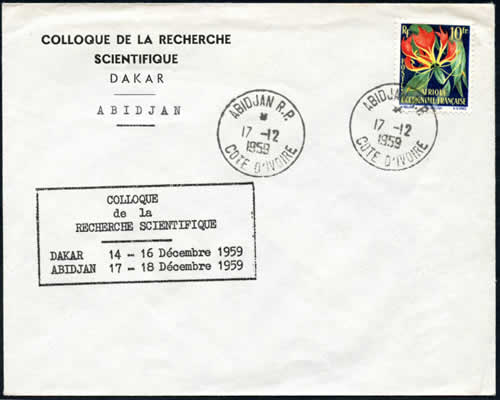 COLLOQUE DE LA RECHERCHE
SCIENTIFIQUE
DAKAR
ABIDJAN
RF 10fr
AFRIQUE
OCCIDENTALE FRANÇAISE
ABIDJAN R.P.
17 -12
1959
COTE D'IVOIRE
ABIDJAN R.P.
17 -12
1959
COTE D'IVOIRE
COLLOQUE
de la
RECHERCHE SCIENTIFIQUE
DAKAR 14 - 16 Décembre 1959
ABIDJAN 17 - 18 Décembre 1959